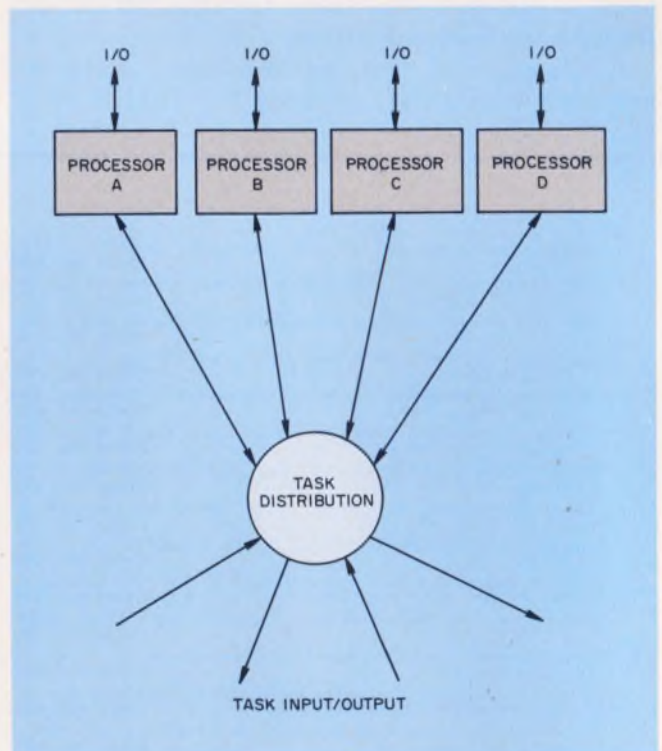 I/O I/O I/O I/O
PROCESSOR PROCESSOR PROCESSOR PROCESSOR
A B C D
TASK
DISTRIBUTION
TASK INPUT/OUTPUT